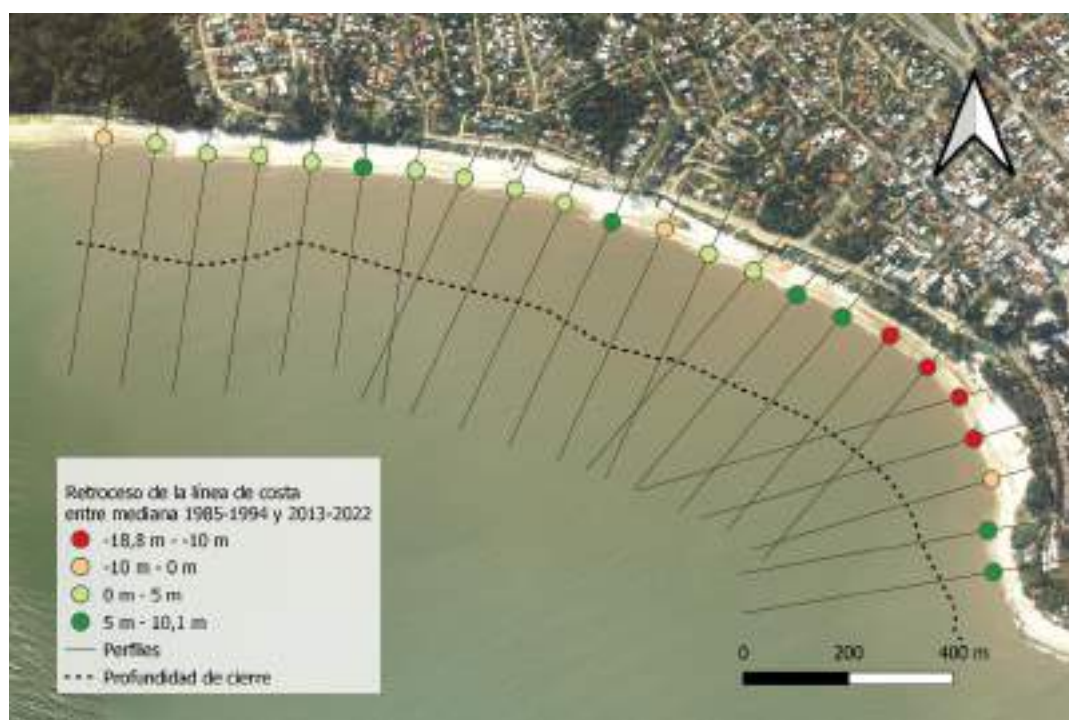 Retroceso de la línea de costa
entre mediana 1985-1994 y 2013-2022
-18,8 m - -10 m
-10 m - 0 m
0 m - 5 m
5 m - 10,1 m
Perfiles
Profundidad de cierre
0 200 400 m